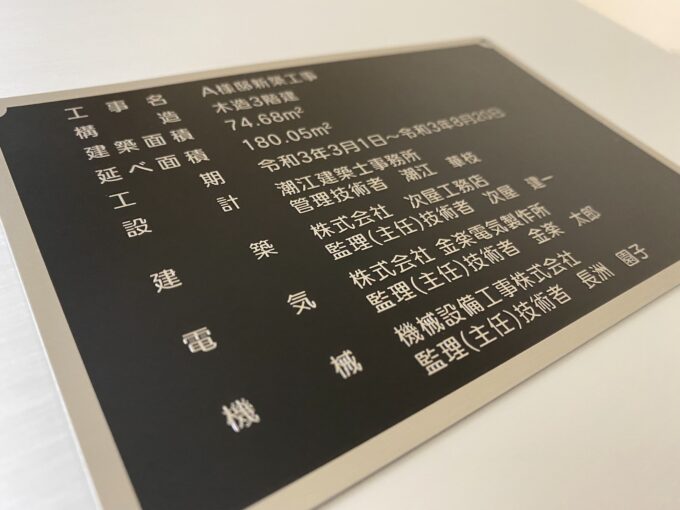 工事名 A様邸新築工事
構造 木造3階建
建築面積 74.68m²
延べ面積 180.05m²
工期 令和3年3月1日～令和3年8月20日
設計 潮江建築士事務所
管理技術者 潮江 華枝
建築 株式会社 次屋工務店
監理(主任)技術者 次屋 建一
電気 株式会社 金楽電気製作所
監理(主任)技術者 金楽 太郎
機械 機械設備工事株式会社
監理(主任)技術者 長洲 園子